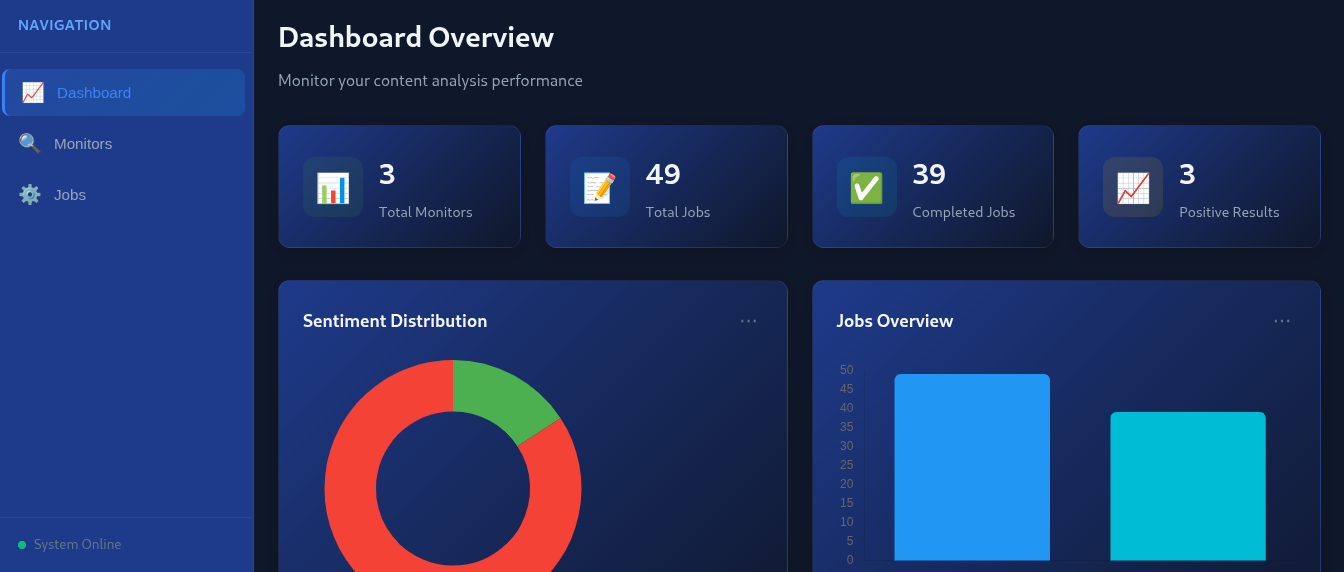 NAVIGATION
Dashboard
Monitors
Jobs
System Online
Dashboard Overview
Monitor your content analysis performance
3
Total Monitors
49
Total Jobs
39
Completed Jobs
3
Positive Results
Sentiment Distribution
...
Jobs Overview
...
50
45
40
35
30
25
20
15
10
5
0